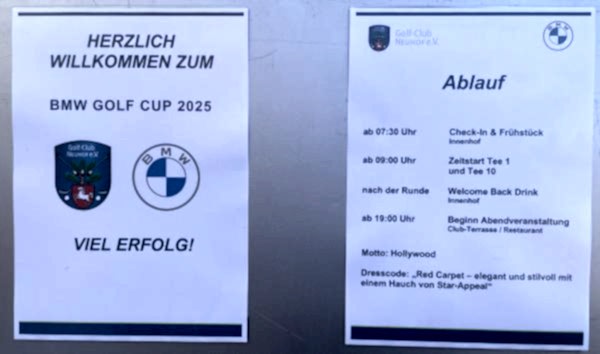 HERZLICH
WILLKOMMEN ZUM
BMW GOLF CUP 2025
Golf-Club
Neuhof e.V.
BMW
VIEL ERFOLG!
Golf-Club
Neuhof e.V.
BMW
Ablauf
ab 07:30 Uhr Check-In & Frühstück
Innenhof
ab 09:00 Uhr Zeitstart Tee 1
und Tee 10
nach der Runde Welcome Back Drink
Innenhof
ab 19:00 Uhr Beginn Abendveranstaltung
Club-Terrasse / Restaurant
Motto: Hollywood
Dresscode: „Red Carpet – elegant und stilvoll mit
einem Hauch von Star-Appeal“